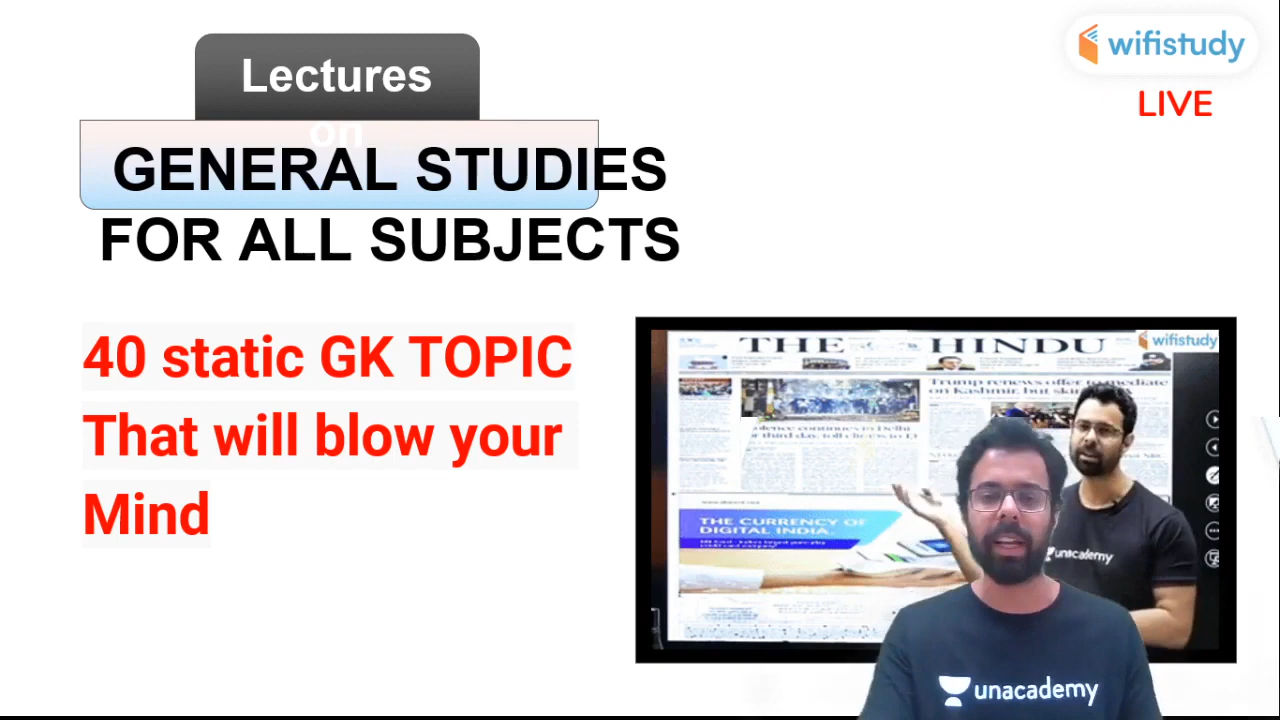 wifistudy
LIVE
Lectures
on
GENERAL STUDIES
FOR ALL SUBJECTS
40 static GK TOPIC
That will blow your
Mind
THE HINDU
wifistudy
Trump renews offer to mediate
on Kashmir, but
THE CURRENCY OF
DIGITAL INDIA.
unacademy
unacademy